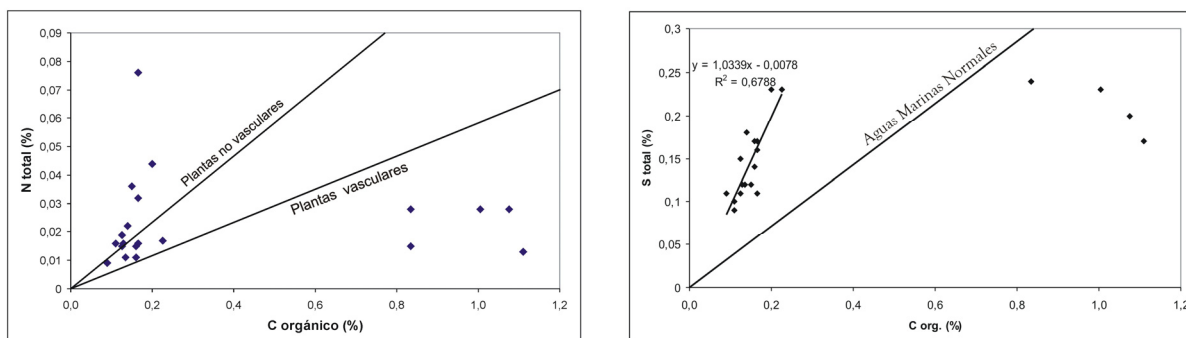 0,09
0,08
0,07
0,06
0,05
0,04
0,03
0,02
0,01
0
N total (%)
Plantas no vasculares
Plantas vasculares
0,0 0,2 0,4 0,6 0,8 1,0 1,2
C orgánico (%)
0,3
0,25
0,2
0,15
0,1
0,05
0
S total (%)
y = 1,0339x - 0,0078
R² = 0,6788
Aguas Marinas Normales
0,0 0,2 0,4 0,6 0,8 1,0 1,2
C org. (%)